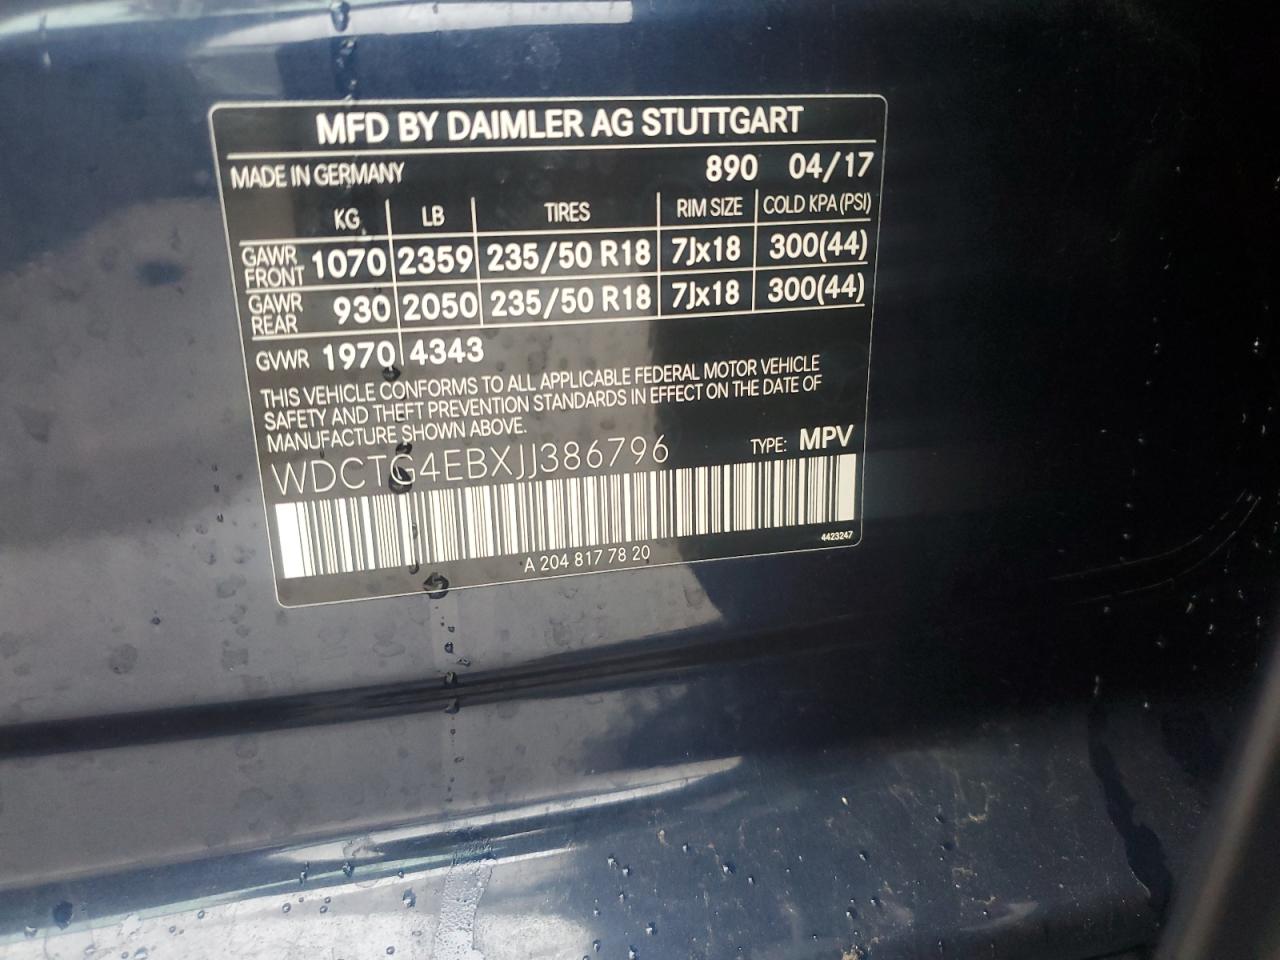 MFD BY DAIMLER AG STUTTGART
MADE IN GERMANY 890 04/17
KG LB TIRES RIM SIZE COLD KPA (PSI)
GAWR FRONT 1070 2359 235/50 R18 7Jx18 300(44)
GAWR REAR 930 2050 235/50 R18 7Jx18 300(44)
GVWR 1970 4343
THIS VEHICLE CONFORMS TO ALL APPLICABLE FEDERAL MOTOR VEHICLE
SAFETY AND THEFT PREVENTION STANDARDS IN EFFECT ON THE DATE OF
MANUFACTURE SHOWN ABOVE.
WDCTG4EBXJJ386796 TYPE: MPV
4423247
A 204 817 78 20